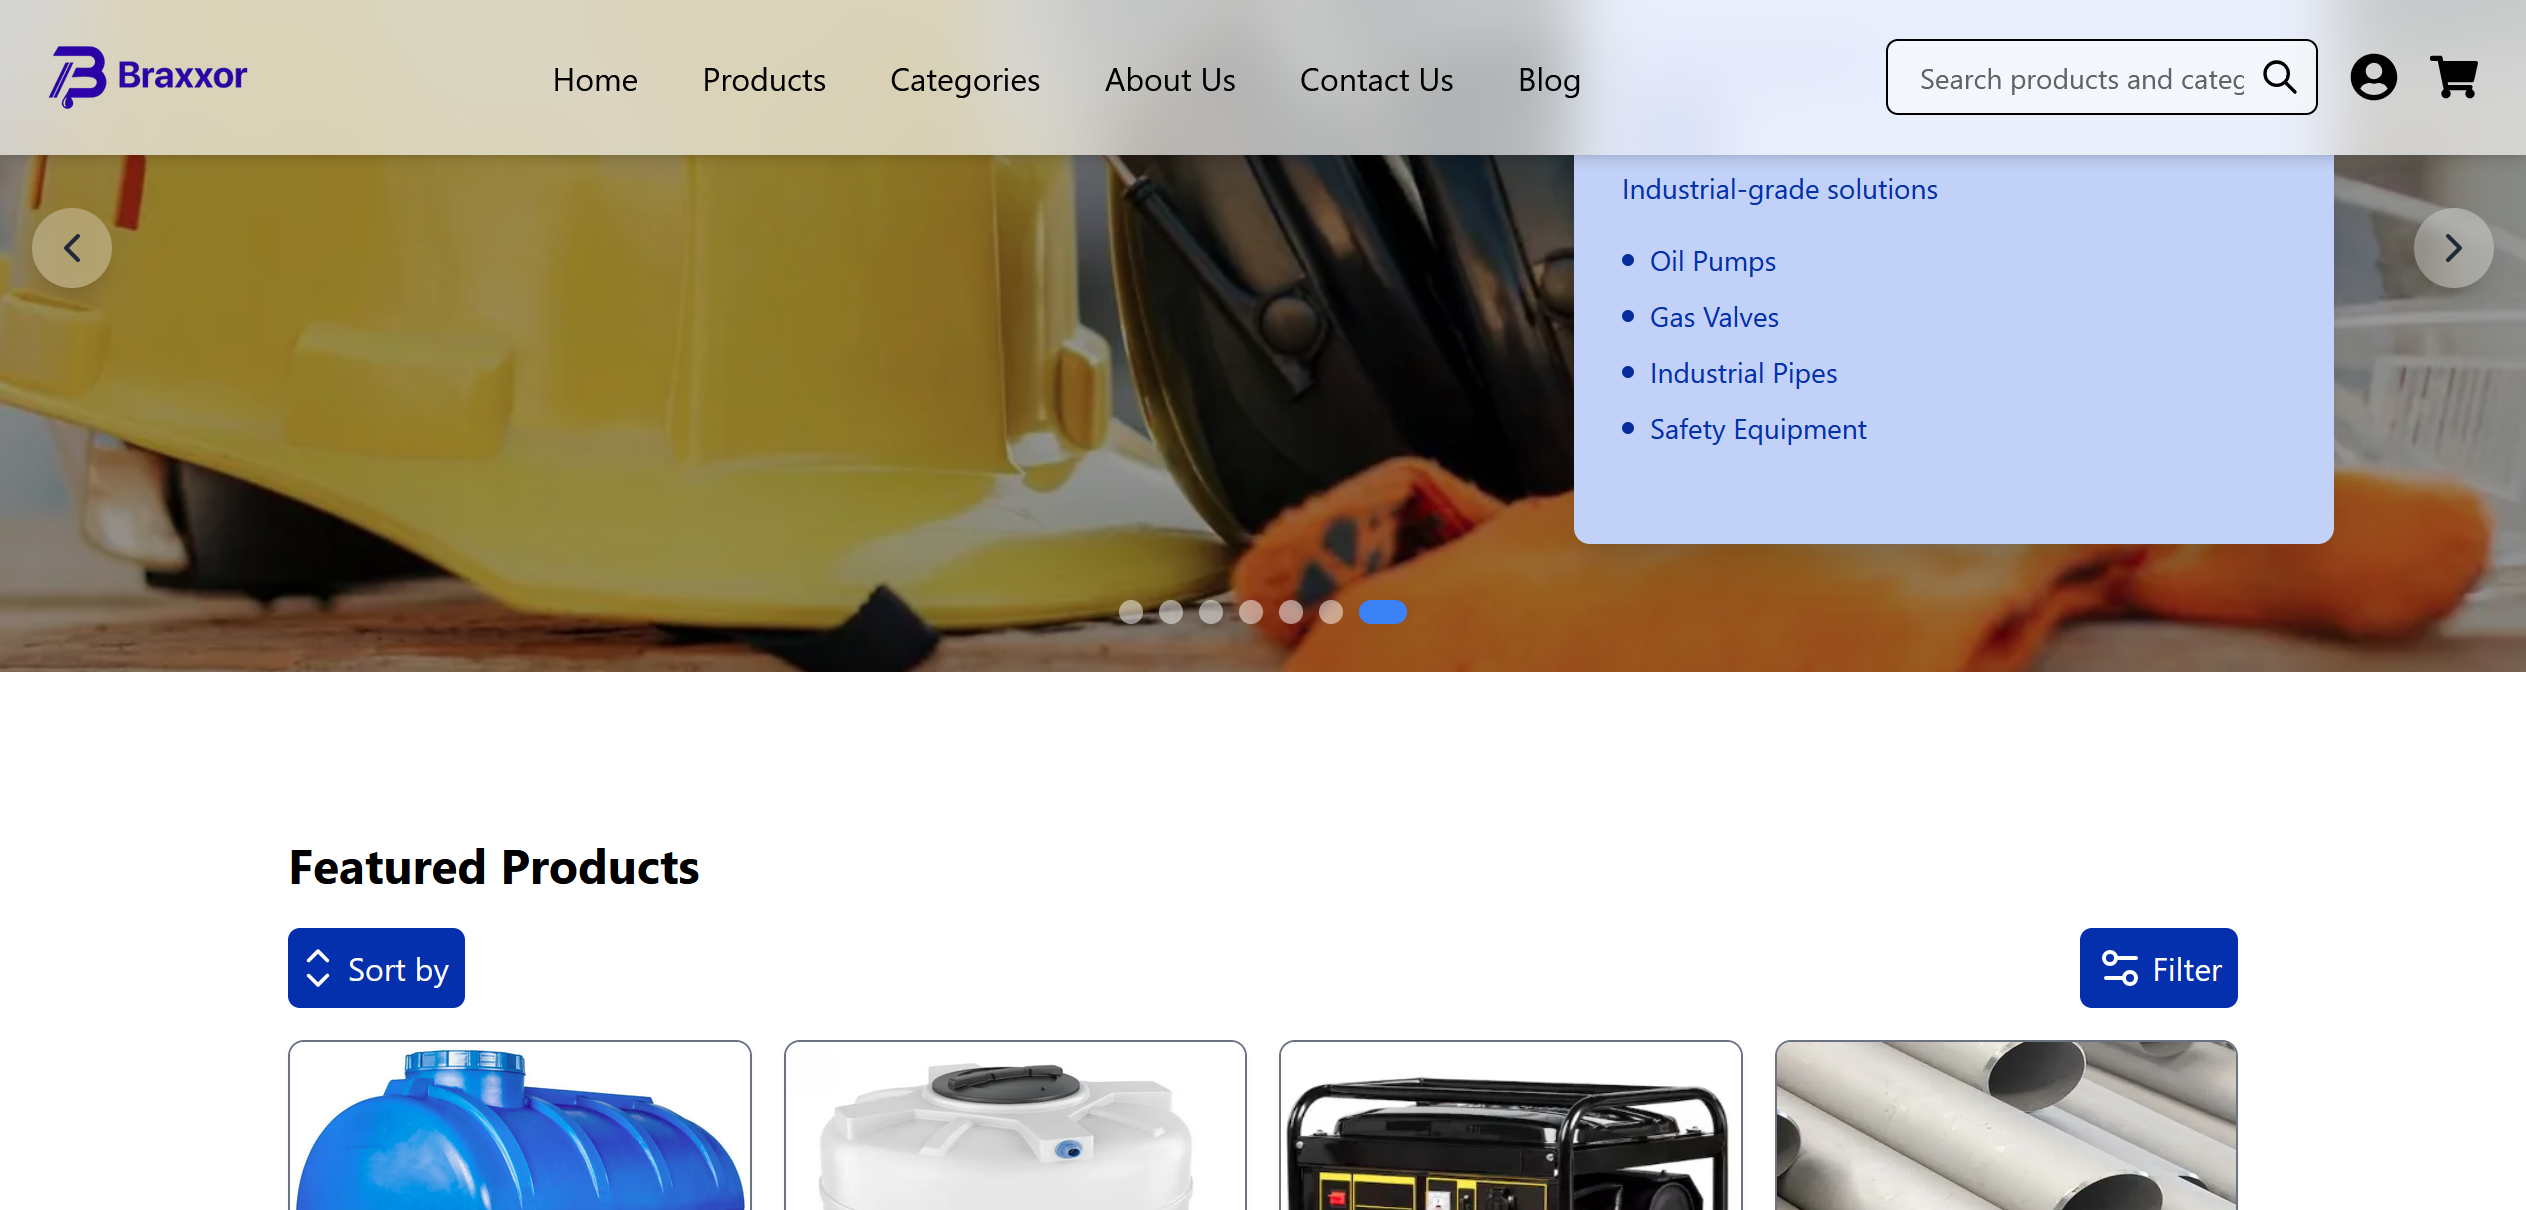 Braxxor
Home
Products
Categories
About Us
Contact Us
Blog
Search products and categ
Industrial-grade solutions
Oil Pumps
Gas Valves
Industrial Pipes
Safety Equipment
Featured Products
Sort by
Filter